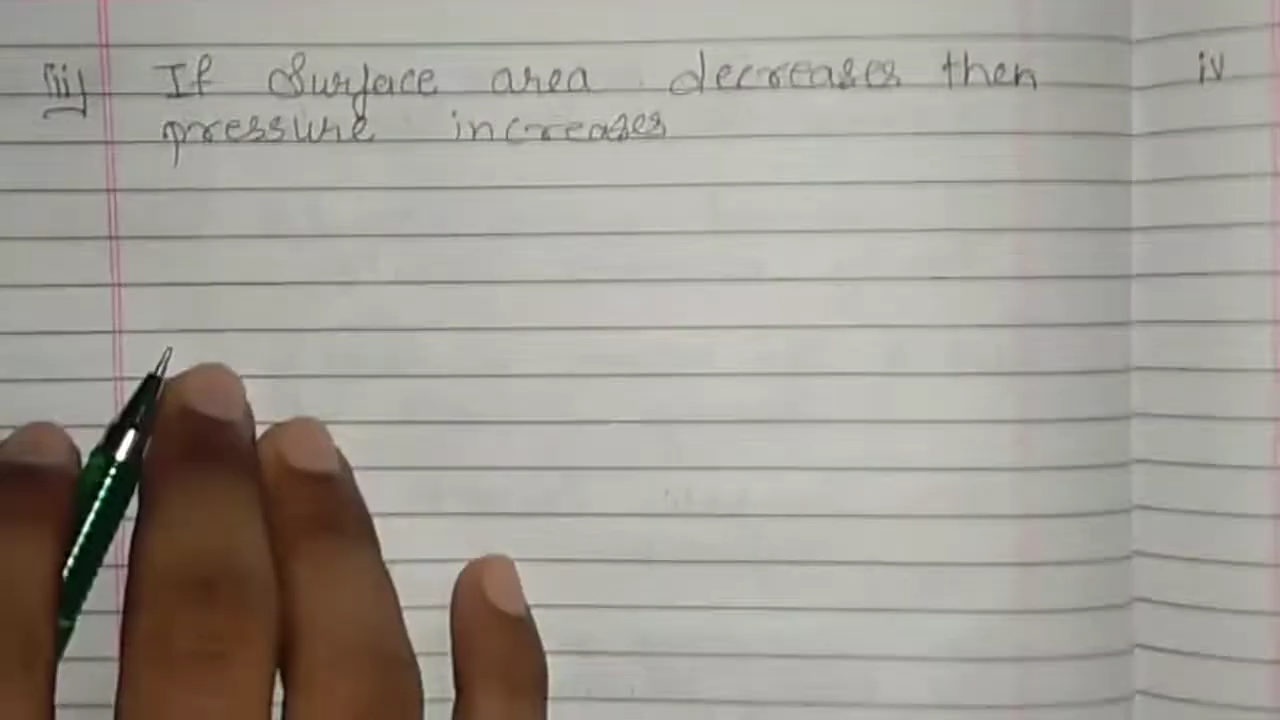 iii) If Surface area decreases then
pressure increases
iv